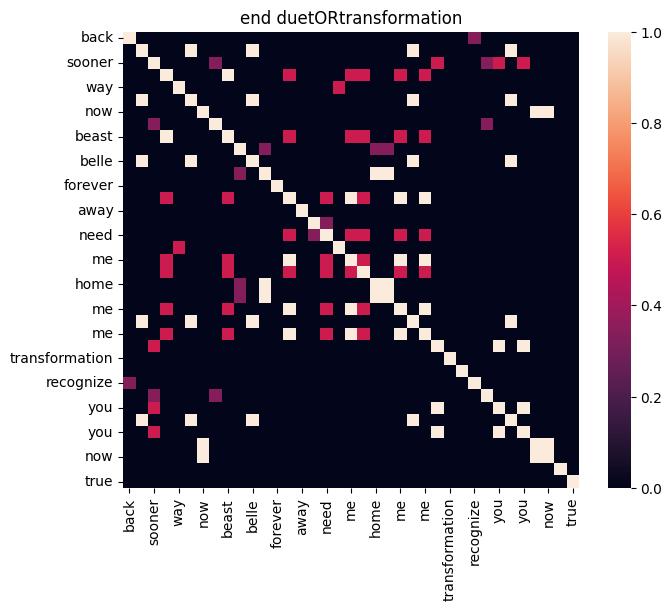 end duetORtransformation
back
sooner
way
now
beast
belle
forever
away
need
me
home
me
me
transformation
recognize
you
you
now
true
1.0
0.8
0.6
0.4
0.2
0.0
back
sooner
way
now
beast
belle
forever
away
need
me
home
me
me
transformation
recognize
you
you
now
true